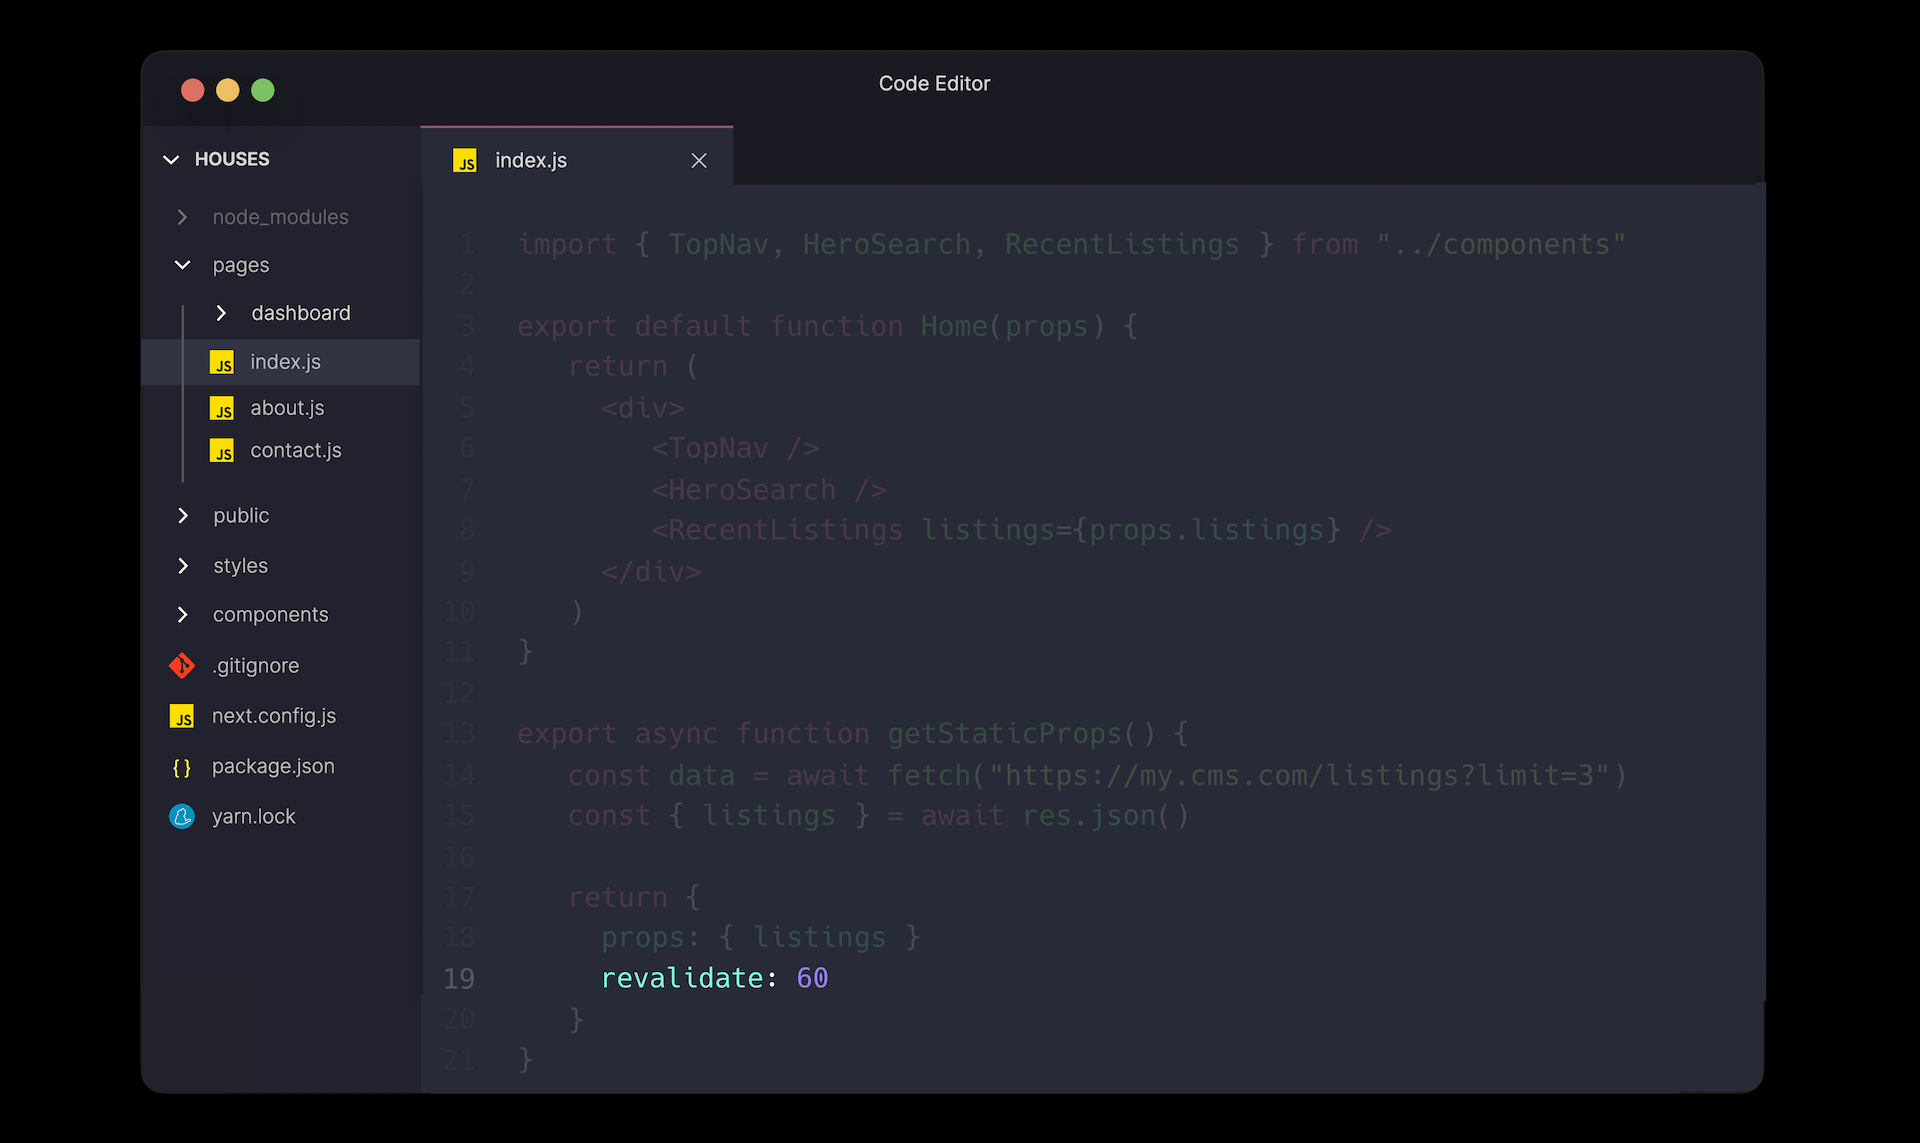 Code Editor
HOUSES
node_modules
pages
dashboard
JS index.js
JS about.js
JS contact.js
public
styles
components
.gitignore
JS next.config.js
{} package.json
yarn.lock
JS index.js
1 import { TopNav, HeroSearch, RecentListings } from "../components"
2
3 export default function Home(props) {
4 return (
5 <div>
6 <TopNav />
7 <HeroSearch />
8 <RecentListings listings={props.listings} />
9 </div>
10 )
11 }
12
13 export async function getStaticProps() {
14 const data = await fetch("https://my.cms.com/listings?limit=3")
15 const { listings } = await res.json()
16
17 return {
18 props: { listings }
19 revalidate: 60
20 }
21 }